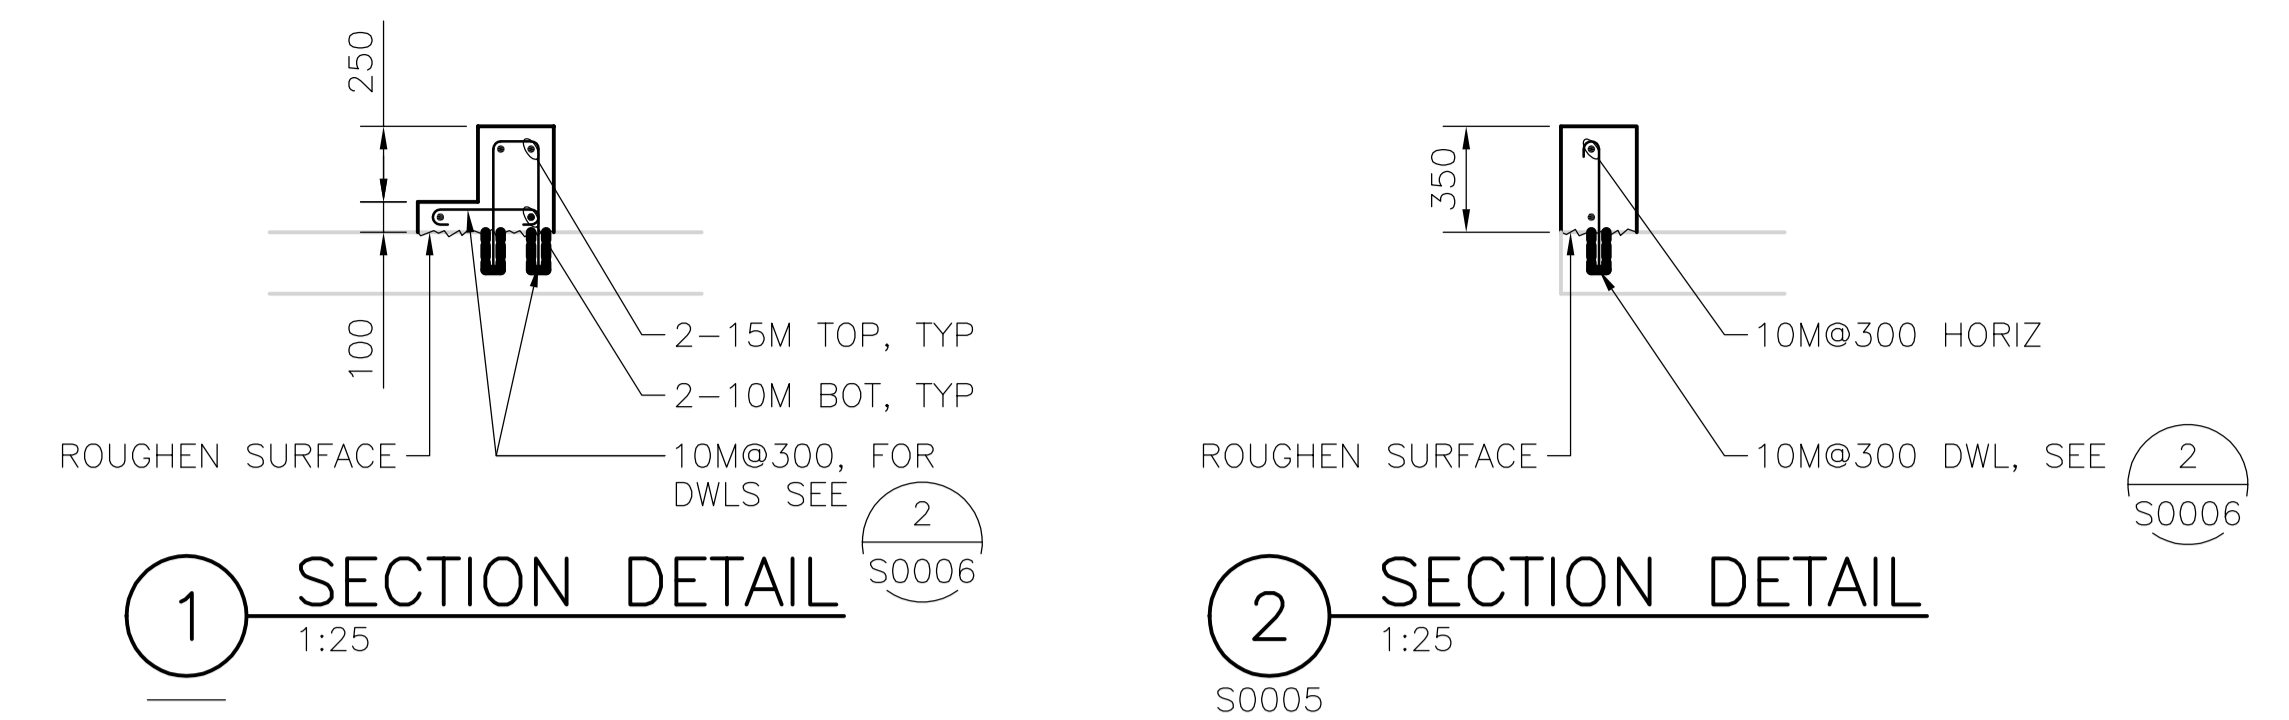 250
100
2-15M TOP, TYP
2-10M BOT, TYP
ROUGHEN SURFACE
10M@300, FOR
DWLS SEE
2
S0006
1
SECTION DETAIL
1:25
350
10M@300 HORIZ
ROUGHEN SURFACE
10M@300 DWL, SEE
2
S0006
2
SECTION DETAIL
1:25
S0005